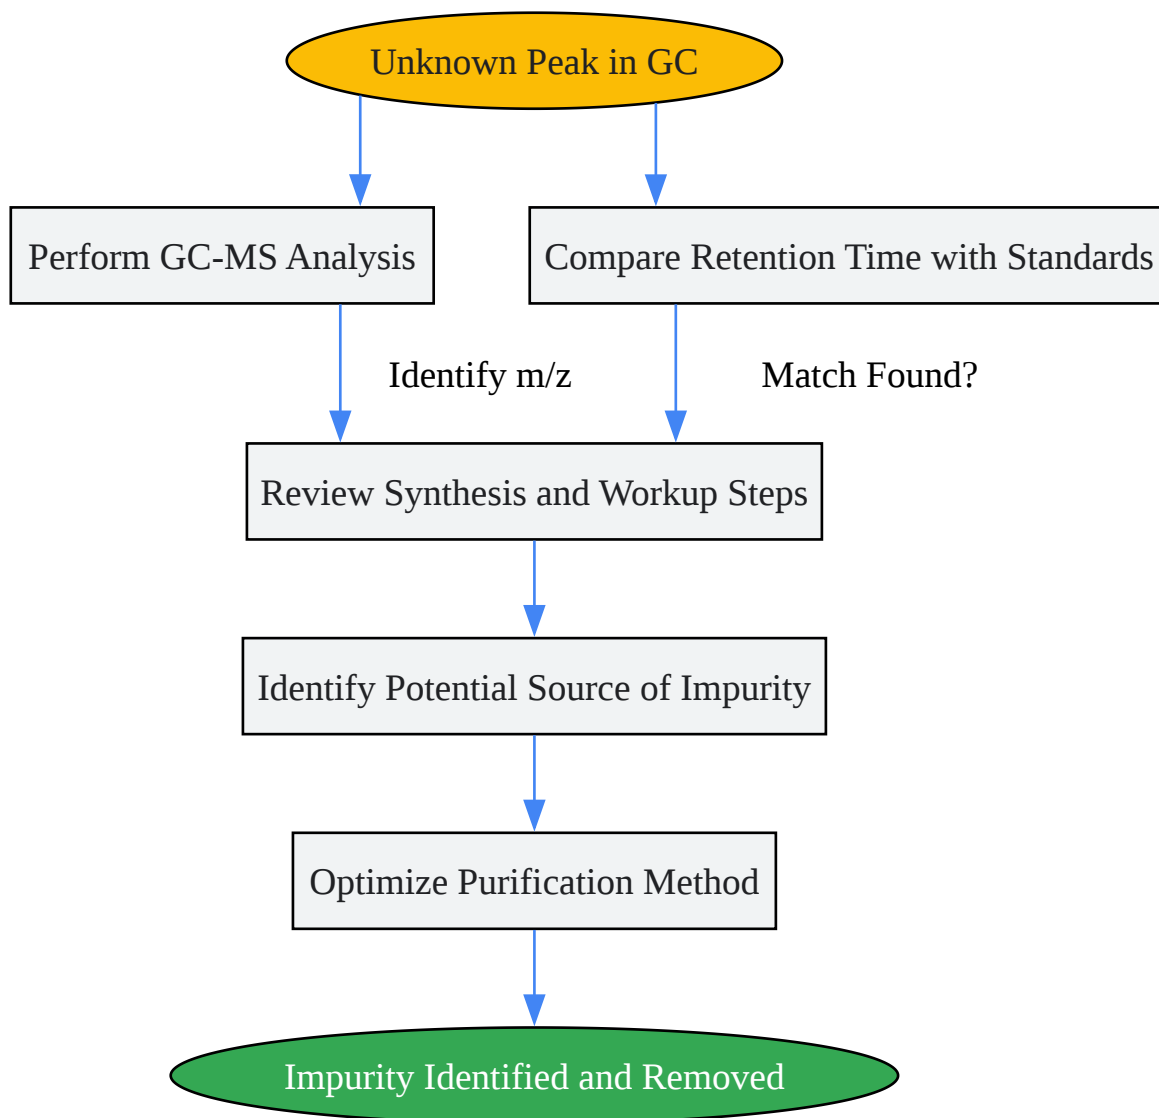 Unknown Peak in GC
Perform GC-MS Analysis
Compare Retention Time with Standards
Identify m/z
Match Found?
Review Synthesis and Workup Steps
Identify Potential Source of Impurity
Optimize Purification Method
Impurity Identified and Removed